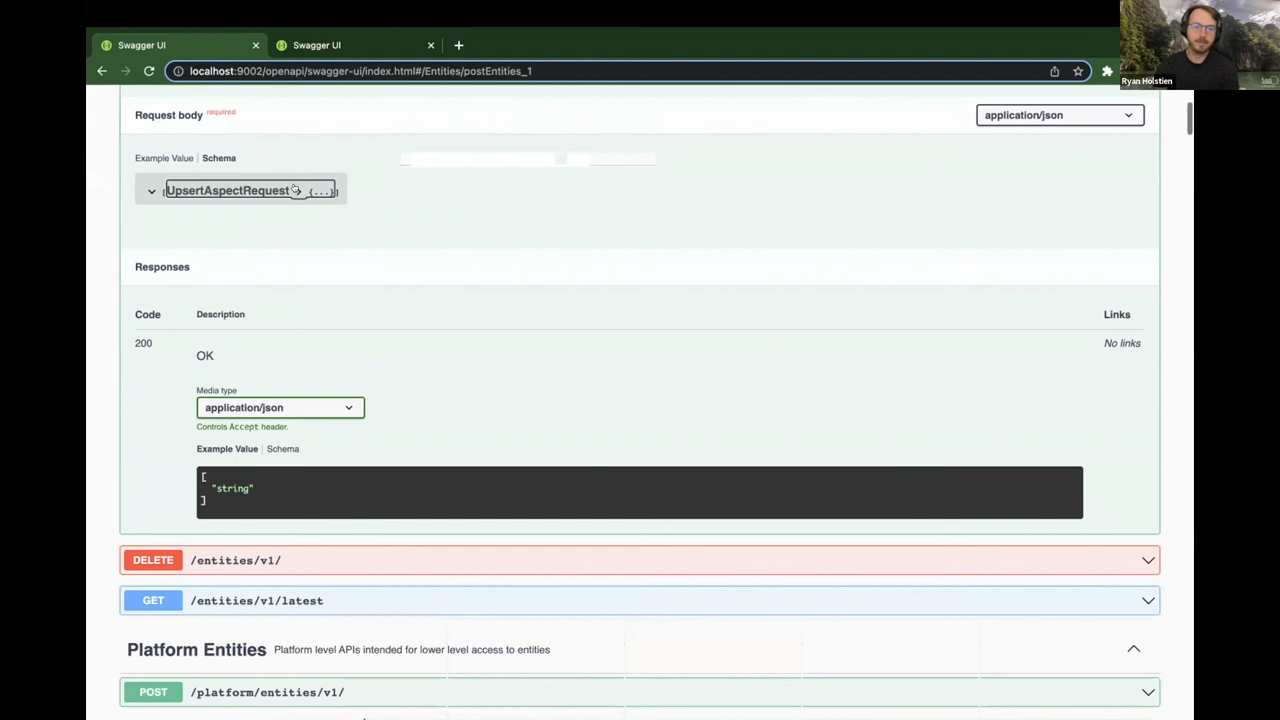 Swagger UI
Swagger UI
localhost:9002/openapi/swagger-ui/index.html#/Entities/postEntities_1
Ryan Holstien
Request body required
application/json
Example Value | Schema
[UpsertAspectRequest {...}]
Responses
Code Description Links
200 OK No links
Media type
application/json
Controls Accept header.
Example Value | Schema
[
"string"
]
DELETE /entities/v1/
GET /entities/v1/latest
Platform Entities Platform level APIs intended for lower level access to entities
POST /platform/entities/v1/